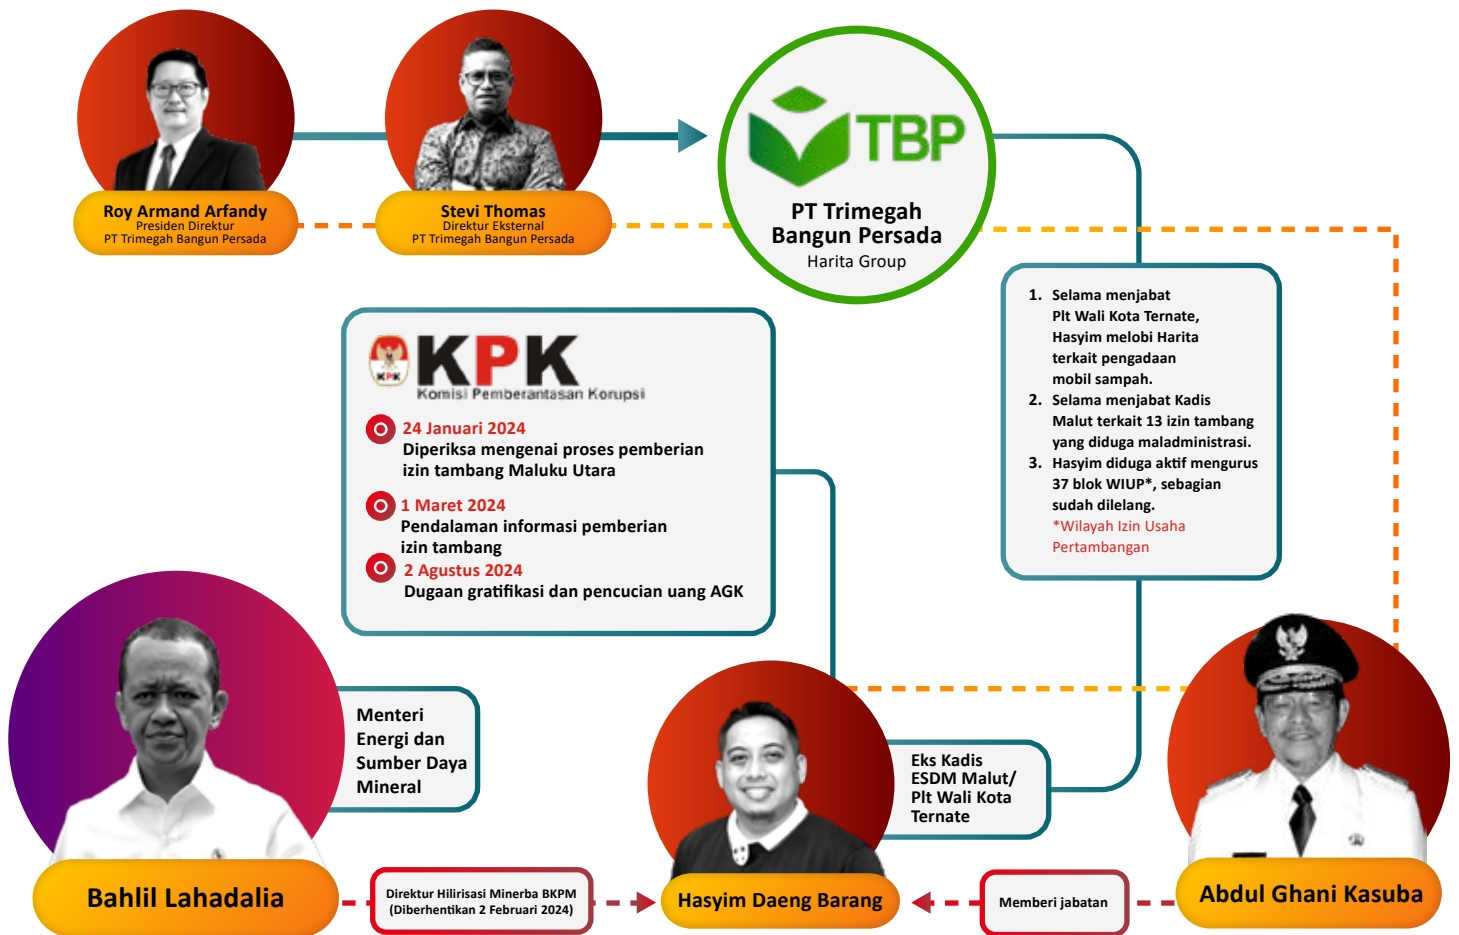 Roy Armand Arfandy
Presiden Direktur
PT Trimegah Bangun Persada
Stevi Thomas
Direktur Eksternal
PT Trimegah Bangun Persada
TBP
PT Trimegah
Bangun Persada
Harita Group
1. Selama menjabat
Plt Wali Kota Ternate,
Hasyim melobi Harita
terkait pengadaan
mobil sampah.
2. Selama menjabat Kadis
Malut terkait 13 izin tambang
yang diduga maladministrasi.
3. Hasyim diduga aktif mengurus
37 blok WIUP*, sebagian
sudah dilelang.
*Wilayah Izin Usaha
Pertambangan
KPK
KPK
Komisi Pemberantasan Korupsi
24 Januari 2024
Diperiksa mengenai proses pemberian
izin tambang Maluku Utara
1 Maret 2024
Pendalaman informasi pemberian
izin tambang
2 Agustus 2024
Dugaan gratifikasi dan pencucian uang AGK
Menteri
Energi dan
Sumber Daya
Mineral
Bahlil Lahadalia
Direktur Hilirisasi Minerba BKPM
(Diberhentikan 2 Februari 2024)
Eks Kadis
ESDM Malut/
Plt Wali Kota
Ternate
Hasyim Daeng Barang
Memberi jabatan
Abdul Ghani Kasuba